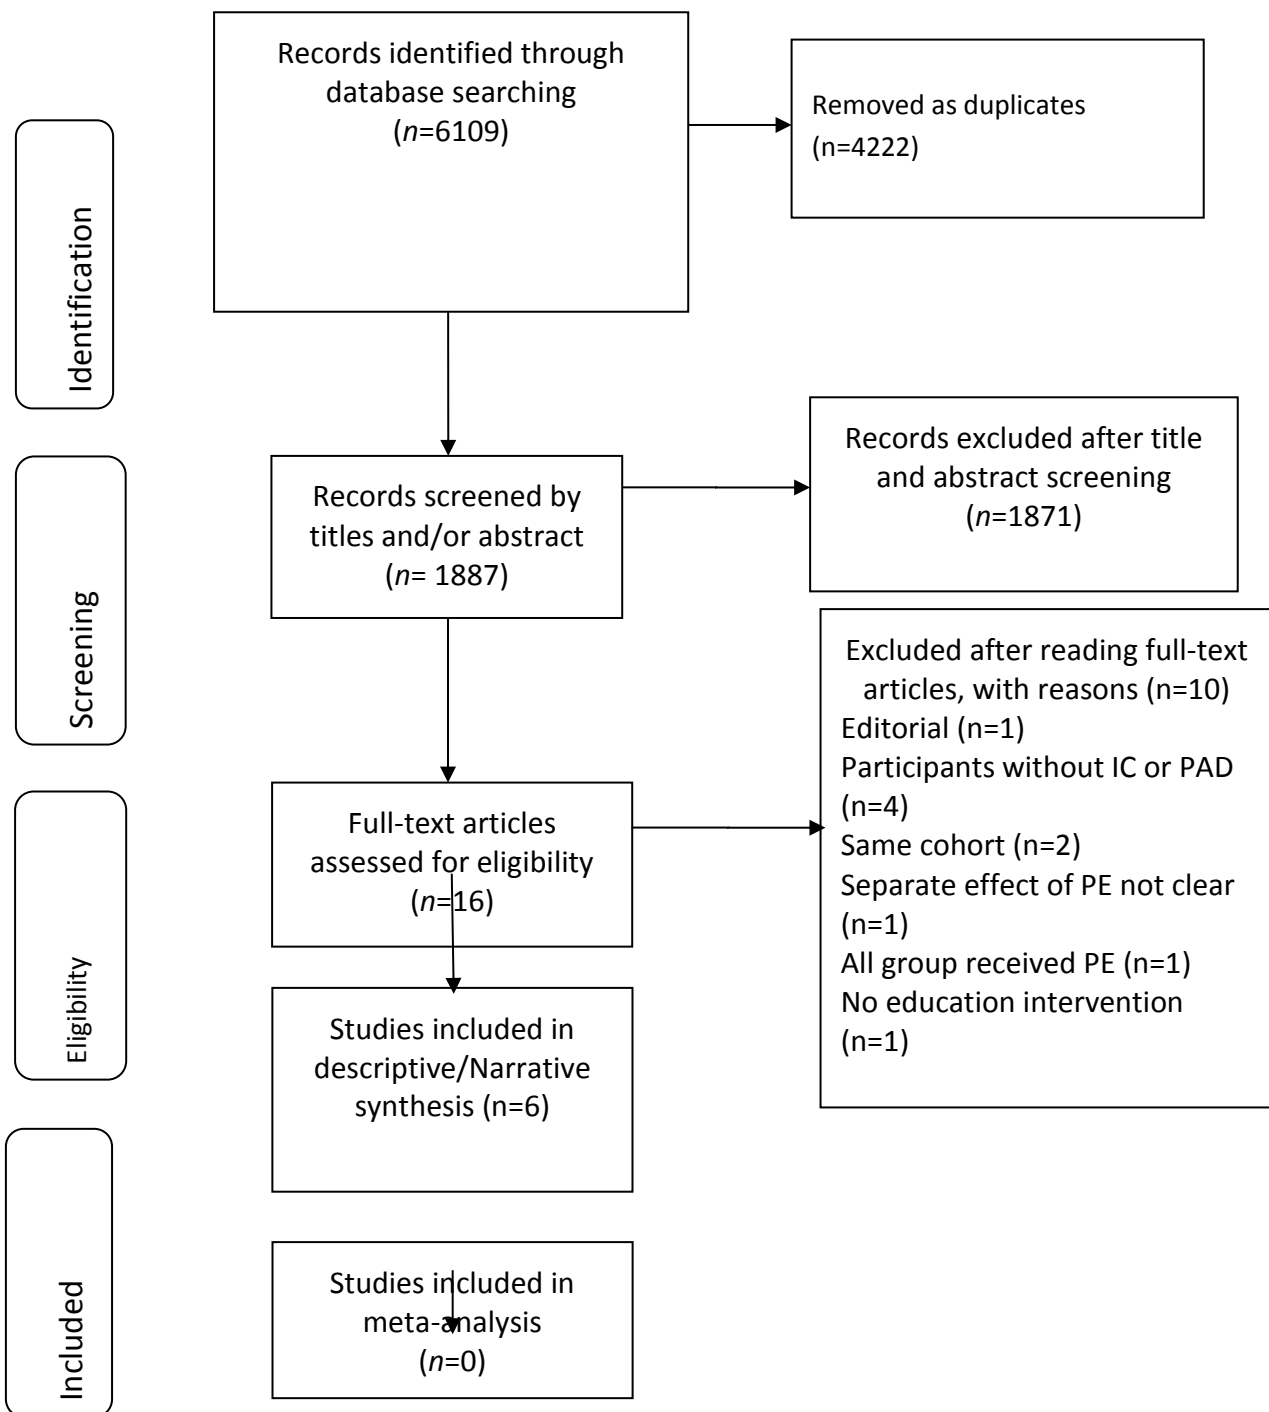 Records identified through
database searching
(n=6109)
Removed as duplicates
(n=4222)
Identification
Records excluded after title
and abstract screening
(n=1871)
Records screened by
titles and/or abstract
(n= 1887)
Screening
Excluded after reading full-text
articles, with reasons (n=10)
Editorial (n=1)
Participants without IC or PAD
(n=4)
Same cohort (n=2)
Separate effect of PE not clear
(n=1)
All group received PE (n=1)
No education intervention
(n=1)
Full-text articles
assessed for eligibility
(n=16)
Eligibility
Studies included in
descriptive/Narrative
synthesis (n=6)
Studies included in
meta-analysis
(n=0)
Included